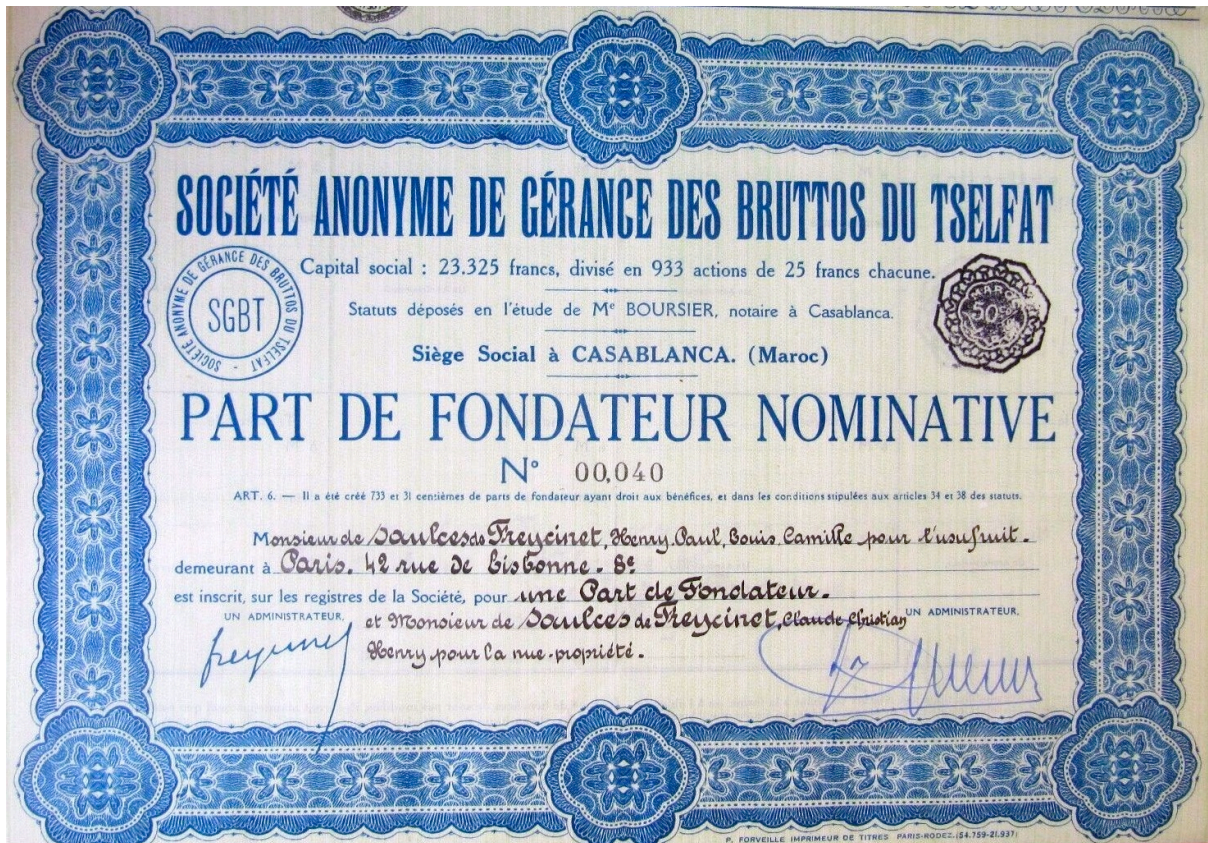 SOCIÉTÉ ANONYME DE GÉRANCE DES BRUTTOS DU TSELFAT
SOCIÉTÉ ANONYME DE GÉRANCE DES BRUTTOS DU TSELFAT -
SGBT
Capital social : 23.325 francs, divisé en 933 actions de 25 francs chacune.
MAROC
50c
Statuts déposés en l'étude de Me BOURSIER, notaire à Casablanca.
Siège Social à CASABLANCA. (Maroc)
PART DE FONDATEUR NOMINATIVE
N° 00,040
ART. 6. — Il a été créé 733 et 31 centièmes de parts de fondateur ayant droit aux bénéfices, et dans les conditions stipulées aux articles 34 et 38 des statuts.
Monsieur de Saulces de Freycinet, Henry. Paul, Louis Camille pour l'usufruit.
demeurant à Paris. 42 rue de Lisbonne. 8e
est inscrit, sur les registres de la Société, pour une Part de Fondateur.
UN ADMINISTRATEUR,
et Monsieur de Saulces de Freycinet, Claude Christian
UN ADMINISTRATEUR,
Henry pour la nue-propriété.
P. FORVEILLE IMPRIMEUR DE TITRES PARIS-RODEZ.(54.759-21.937)